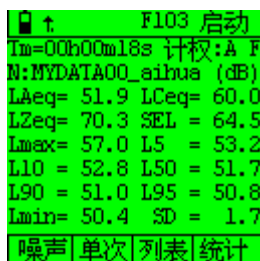 F103 启动
Tm=00h00m18s 计权:A F
N:MYDATA00_aihua (dB)
LAeq= 51.9 LCeq= 60.0
LZeq= 70.3 SEL = 64.5
Lmax= 57.0 L5 = 53.2
L10 = 52.8 L50 = 51.7
L90 = 51.0 L95 = 50.8
Lmin= 50.4 SD = 1.7
噪声 单次 列表 统计